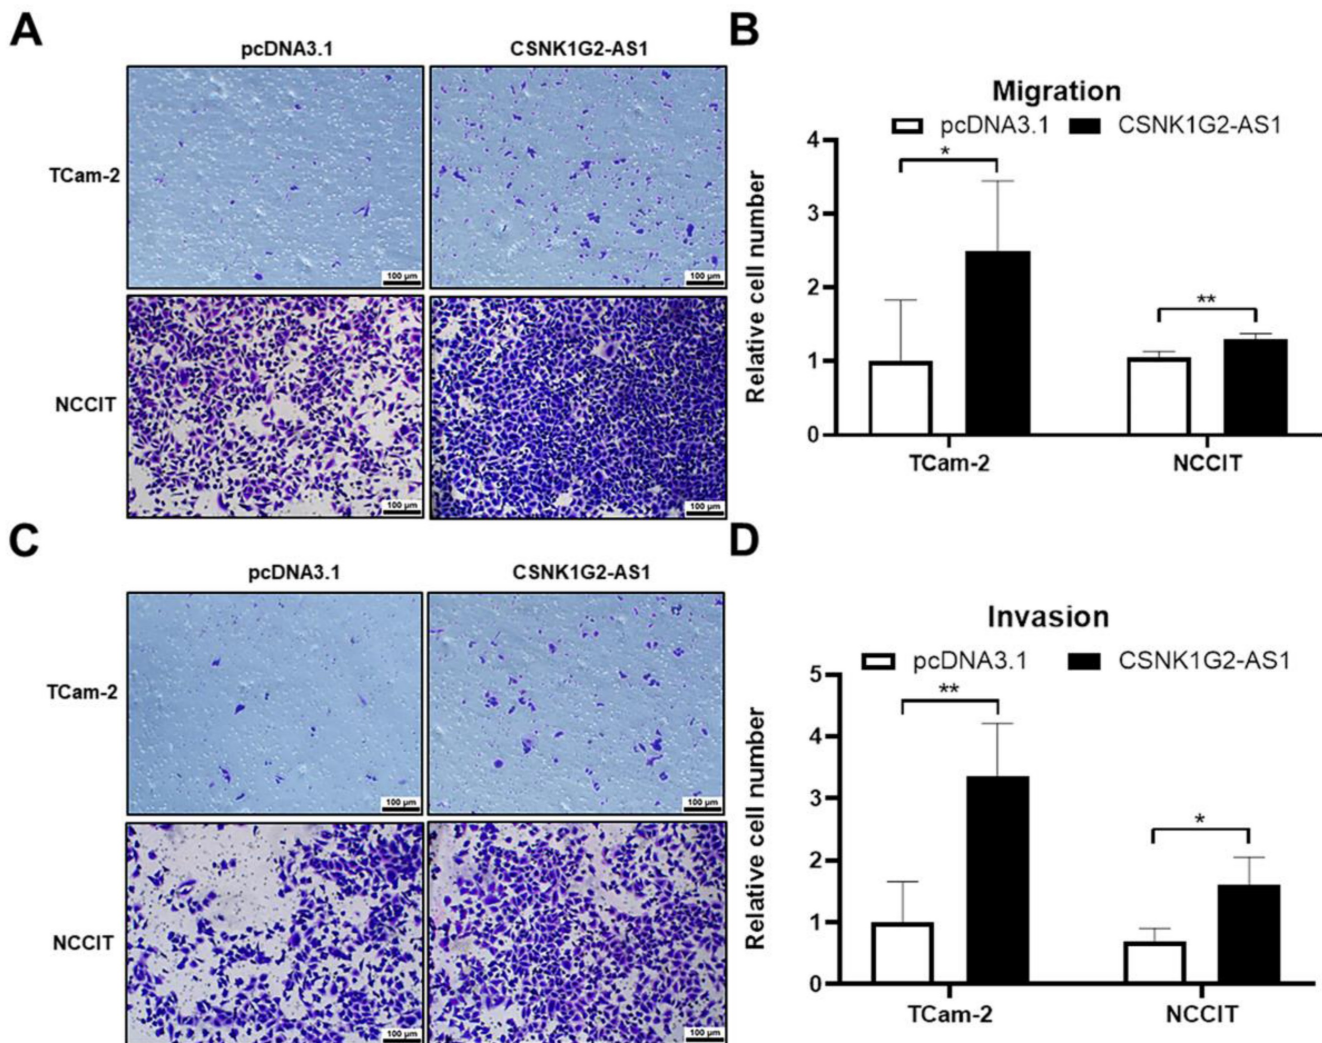 A
pcDNA3.1 CSNK1G2-AS1
TCam-2
100 µm 100 µm
NCCIT
100 µm 100 µm
B
Migration
pcDNA3.1 CSNK1G2-AS1
Relative cell number
4
3
2
1
0
* **
TCam-2 NCCIT
C
pcDNA3.1 CSNK1G2-AS1
TCam-2
100 µm 100 µm
NCCIT
100 µm 100 µm
D
Invasion
pcDNA3.1 CSNK1G2-AS1
Relative cell number
5
4
3
2
1
0
** *
TCam-2 NCCIT